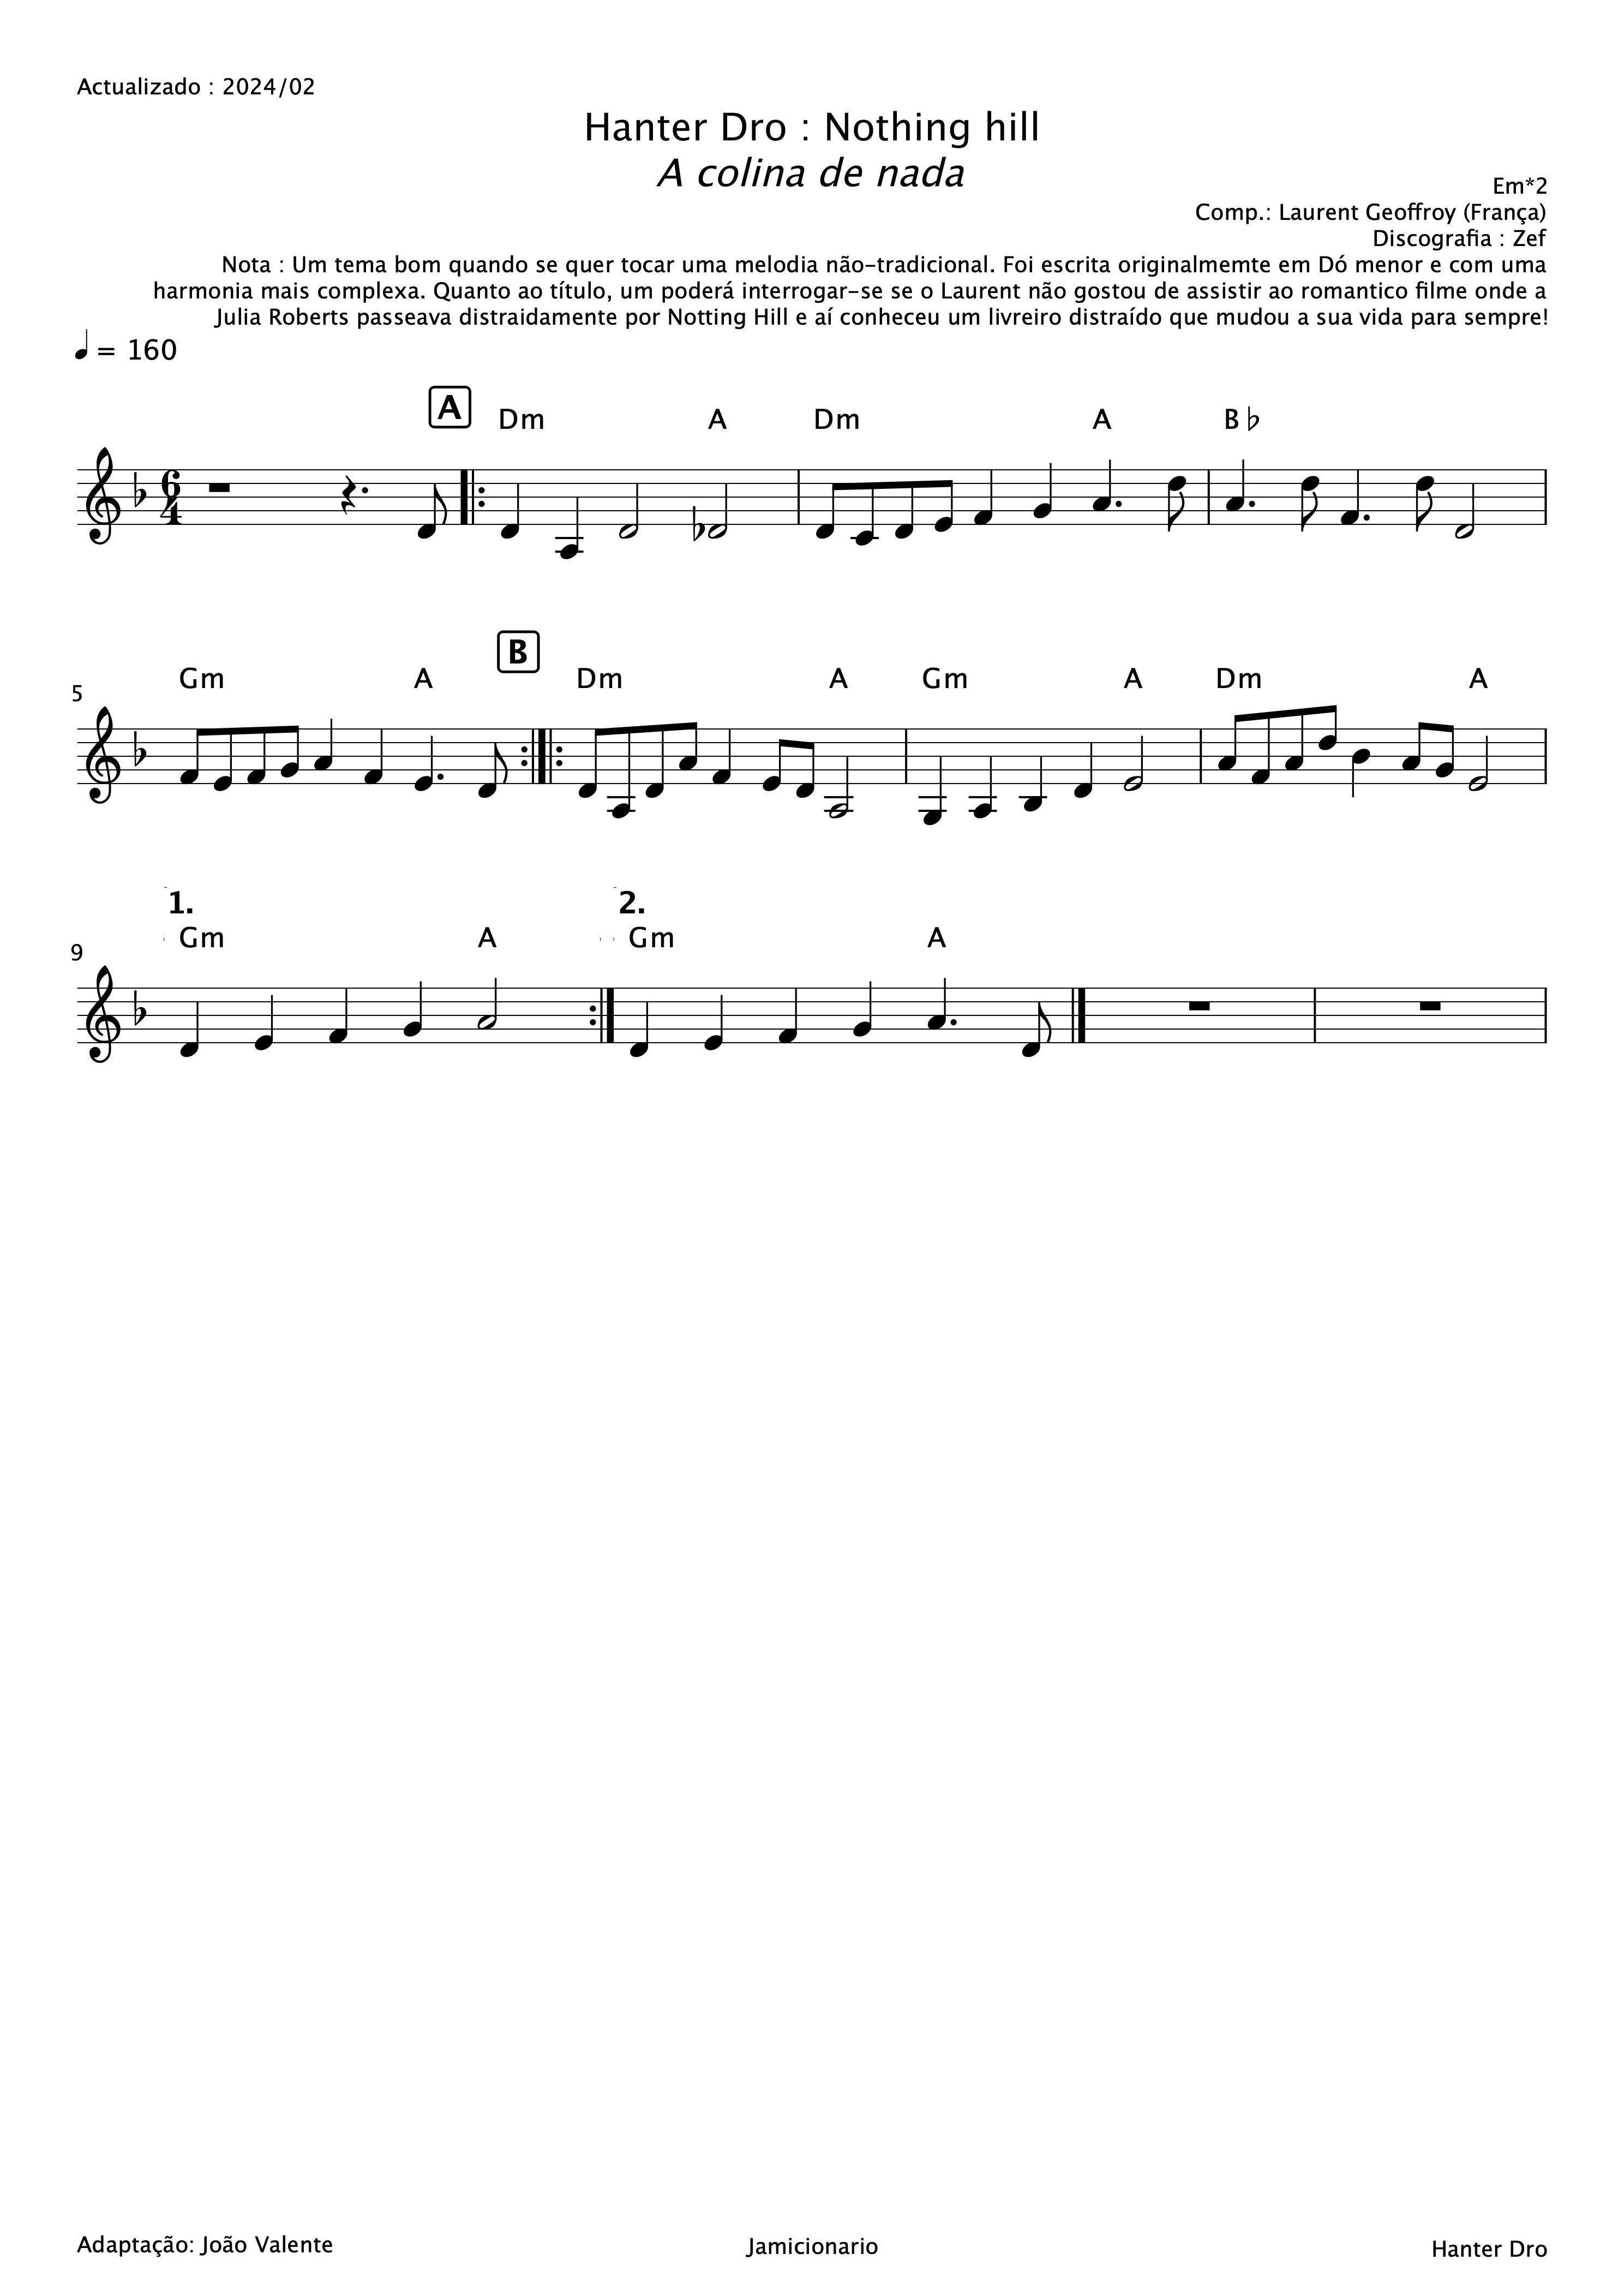 Actualizado : 2024/02
Hanter Dro : Nothing hill
A colina de nada
Em*2
Comp.: Laurent Geoffroy (França)
Discografia : Zef
Nota : Um tema bom quando se quer tocar uma melodia não-tradicional. Foi escrita originalmemte em Dó menor e com uma
harmonia mais complexa. Quanto ao título, um poderá interrogar-se se o Laurent não gostou de assistir ao romantico filme onde a
Julia Roberts passeava distraidamente por Notting Hill e aí conheceu um livreiro distraído que mudou a sua vida para sempre!
= 160
A
Dm A Dm A B♭
6
4
B
Gm A Dm A Gm A Dm A
5
1. 2.
Gm A Gm A
9
Adaptação: João Valente Jamicionario Hanter Dro